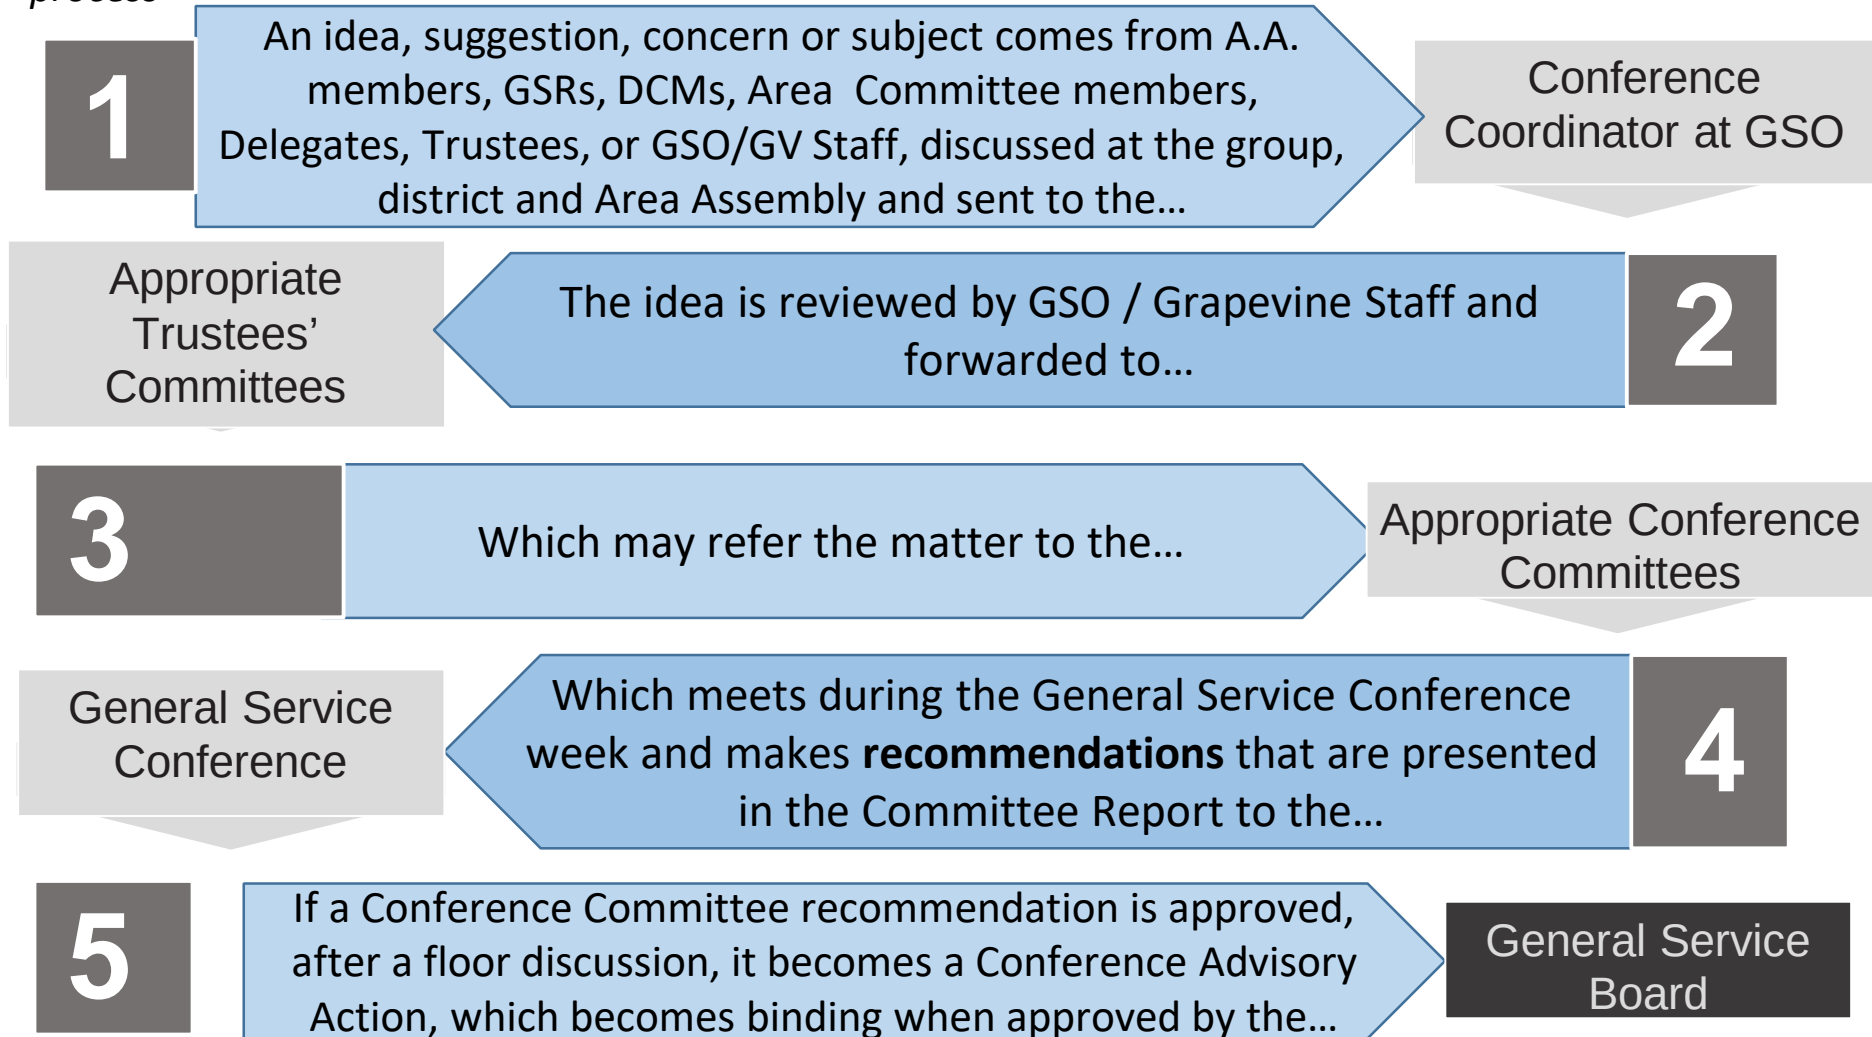 process
1
An idea, suggestion, concern or subject comes from A.A.
members, GSRs, DCMs, Area Committee members,
Delegates, Trustees, or GSO/GV Staff, discussed at the group,
district and Area Assembly and sent to the…
Conference
Coordinator at GSO
2
The idea is reviewed by GSO / Grapevine Staff and
forwarded to…
Appropriate
Trustees’
Committees
3
Which may refer the matter to the…
Appropriate Conference
Committees
4
Which meets during the General Service Conference
week and makes recommendations that are presented
in the Committee Report to the…
General Service
Conference
5
If a Conference Committee recommendation is approved,
after a floor discussion, it becomes a Conference Advisory
Action, which becomes binding when approved by the…
General Service
Board